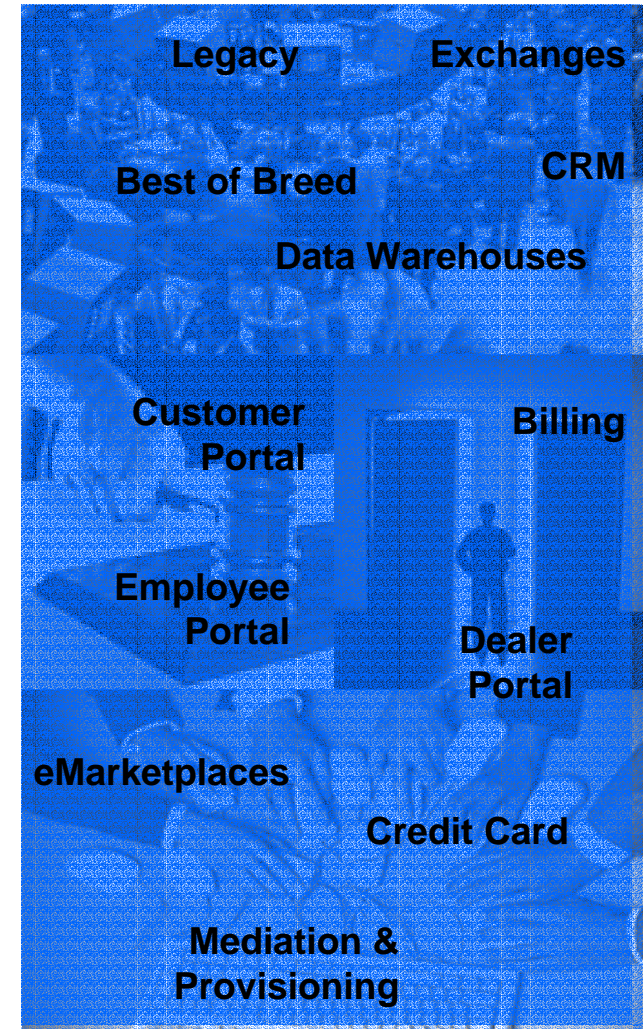 Legacy
Exchanges
CRM
Best of Breed
Data Warehouses
Customer
Portal
Billing
Employee
Portal
Dealer
Portal
eMarketplaces
Credit Card
Mediation &
Provisioning